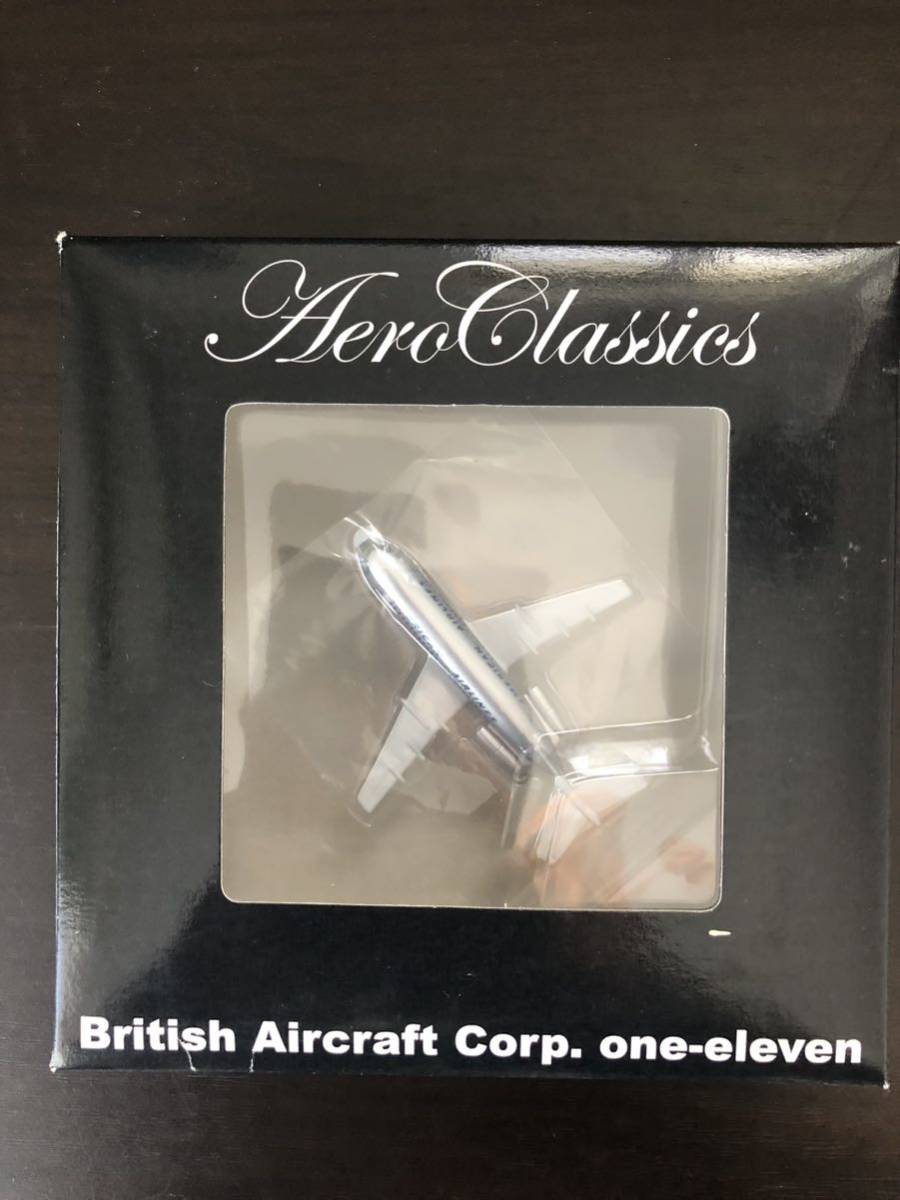 AeroClassics
British Aircraft Corp. one-eleven